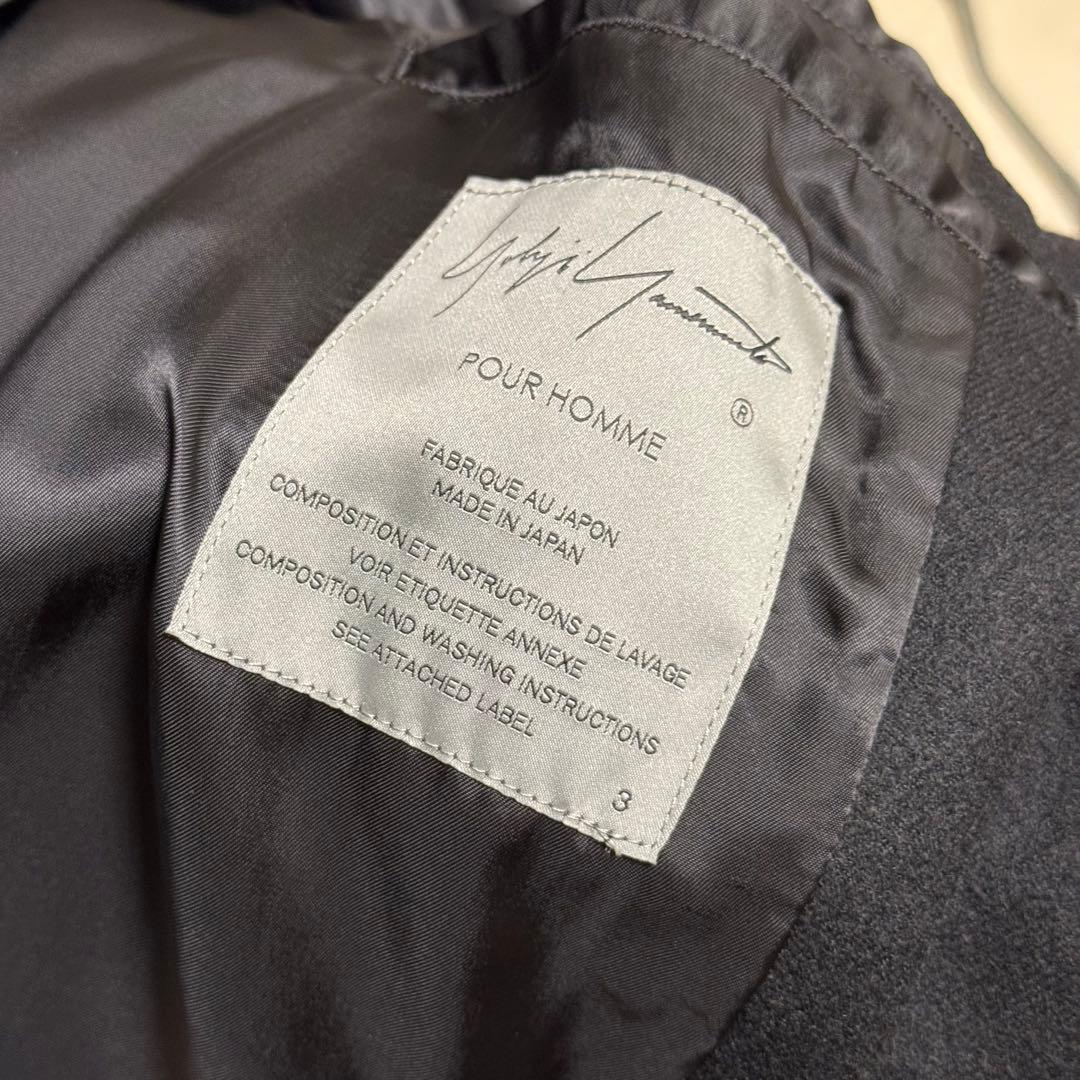 Yohji Yamamoto
POUR HOMME
®
FABRIQUE AU JAPON
MADE IN JAPAN
COMPOSITION ET INSTRUCTIONS DE LAVAGE
VOIR ETIQUETTE ANNEXE
COMPOSITION AND WASHING INSTRUCTIONS
SEE ATTACHED LABEL
3